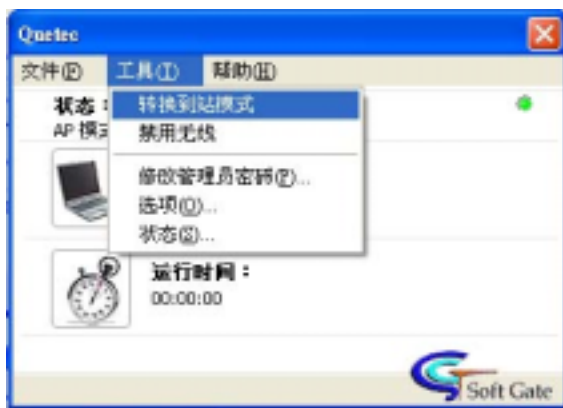 Quetec
文件(F) 工具(T) 帮助(H)
状态：
AP 模式
转换到站模式
禁用无线
修改管理员密码(P)...
选项(O)...
状态(S)...
运行时间：
00:00:00
Soft Gate